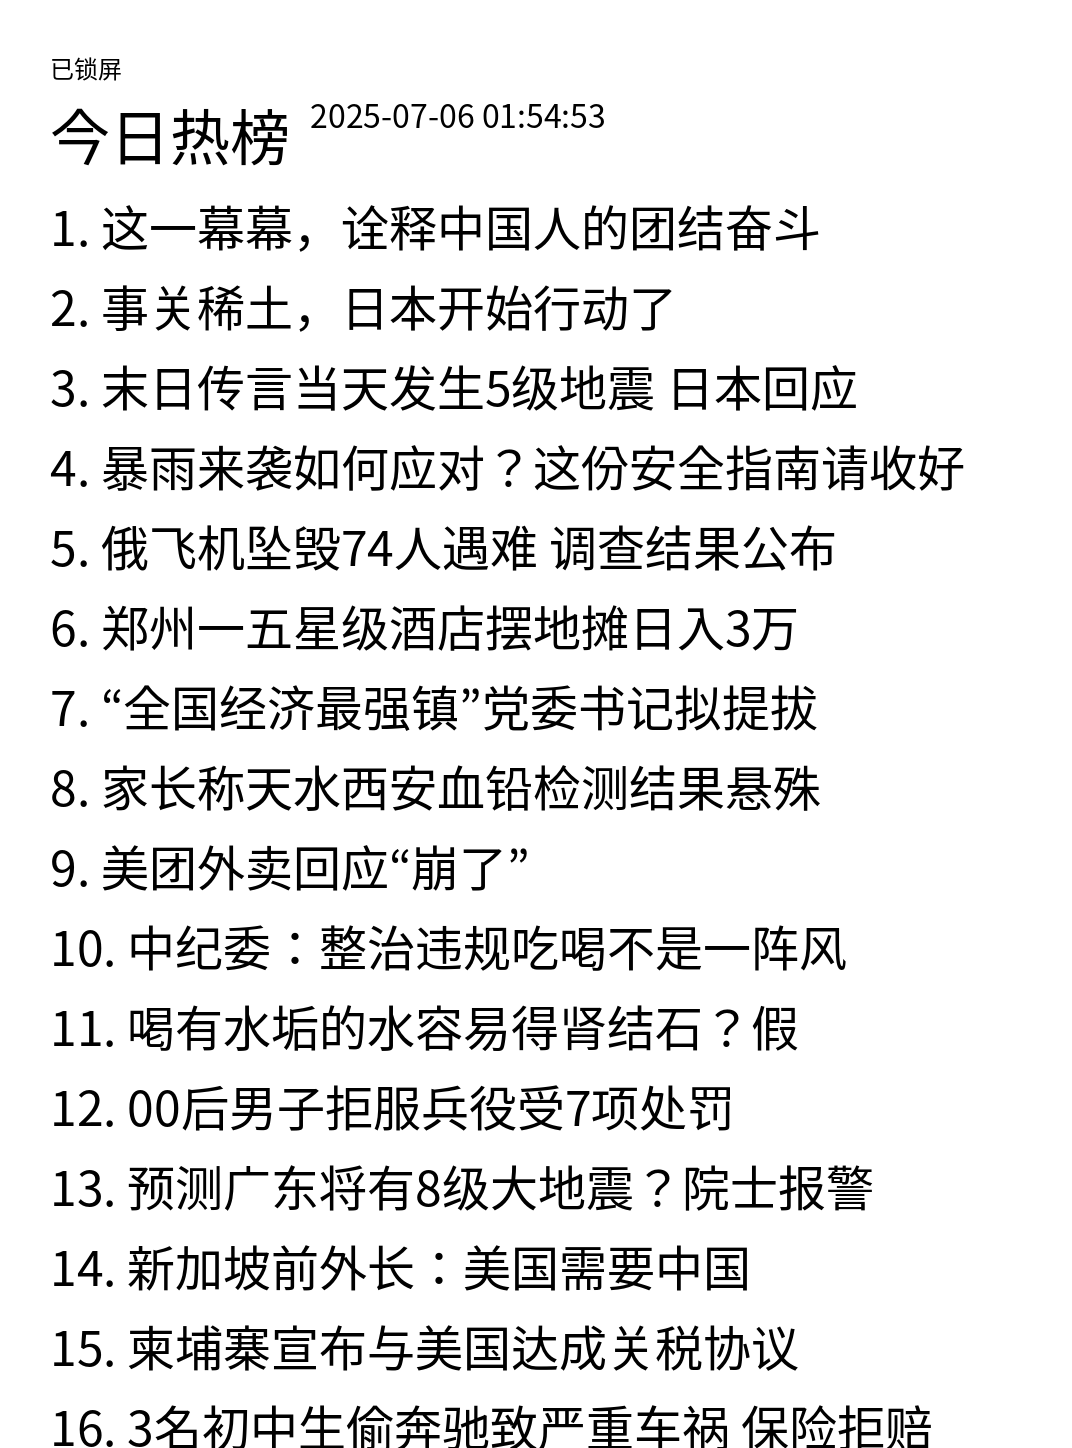 已锁屏
今日热榜 2025-07-06 01:54:53
1. 这一幕幕，诠释中国人的团结奋斗
2. 事关稀土，日本开始行动了
3. 末日传言当天发生5级地震 日本回应
4. 暴雨来袭如何应对？这份安全指南请收好
5. 俄飞机坠毁74人遇难 调查结果公布
6. 郑州一五星级酒店摆地摊日入3万
7. “全国经济最强镇”党委书记拟提拔
8. 家长称天水西安血铅检测结果悬殊
9. 美团外卖回应“崩了”
10. 中纪委：整治违规吃喝不是一阵风
11. 喝有水垢的水容易得肾结石？假
12. 00后男子拒服兵役受7项处罚
13. 预测广东将有8级大地震？院士报警
14. 新加坡前外长：美国需要中国
15. 柬埔寨宣布与美国达成关税协议
16. 3名初中生偷奔驰致严重车祸 保险拒赔